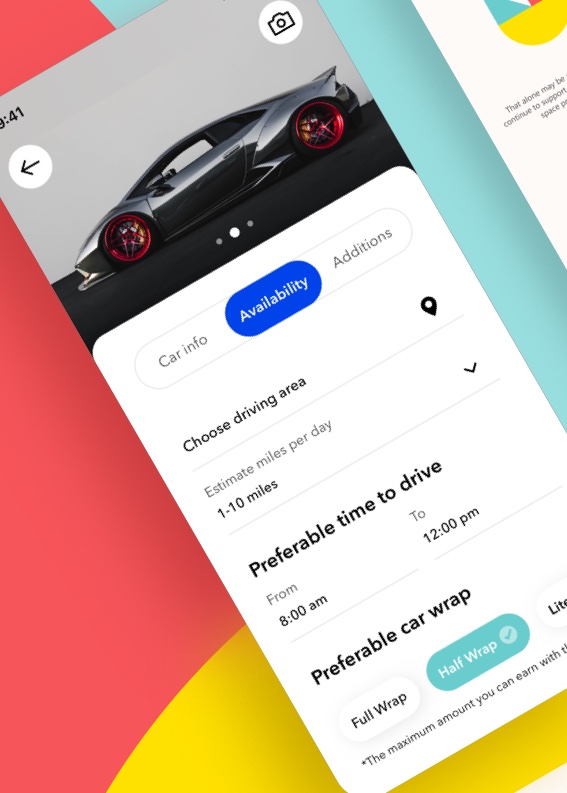 9:41
Car info
Availability
Additions
Choose driving area
Estimate miles per day
1-10 miles
Preferable time to drive
From
8:00 am
To
12:00 pm
Preferable car wrap
Full Wrap
Half Wrap
Lite
*The maximum amount you can earn with th
That alone may be
continue to support
space pr